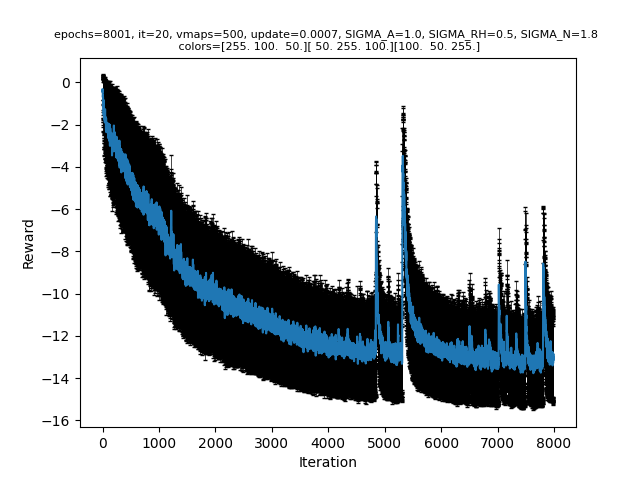 epochs=8001, it=20, vmaps=500, update=0.0007, SIGMA_A=1.0, SIGMA_RH=0.5, SIGMA_N=1.8
colors=[255. 100.  50.][ 50. 255. 100.][100.  50. 255.]
0
−2
−4
−6
−8
−10
−12
−14
−16
Reward
0 1000 2000 3000 4000 5000 6000 7000 8000
Iteration